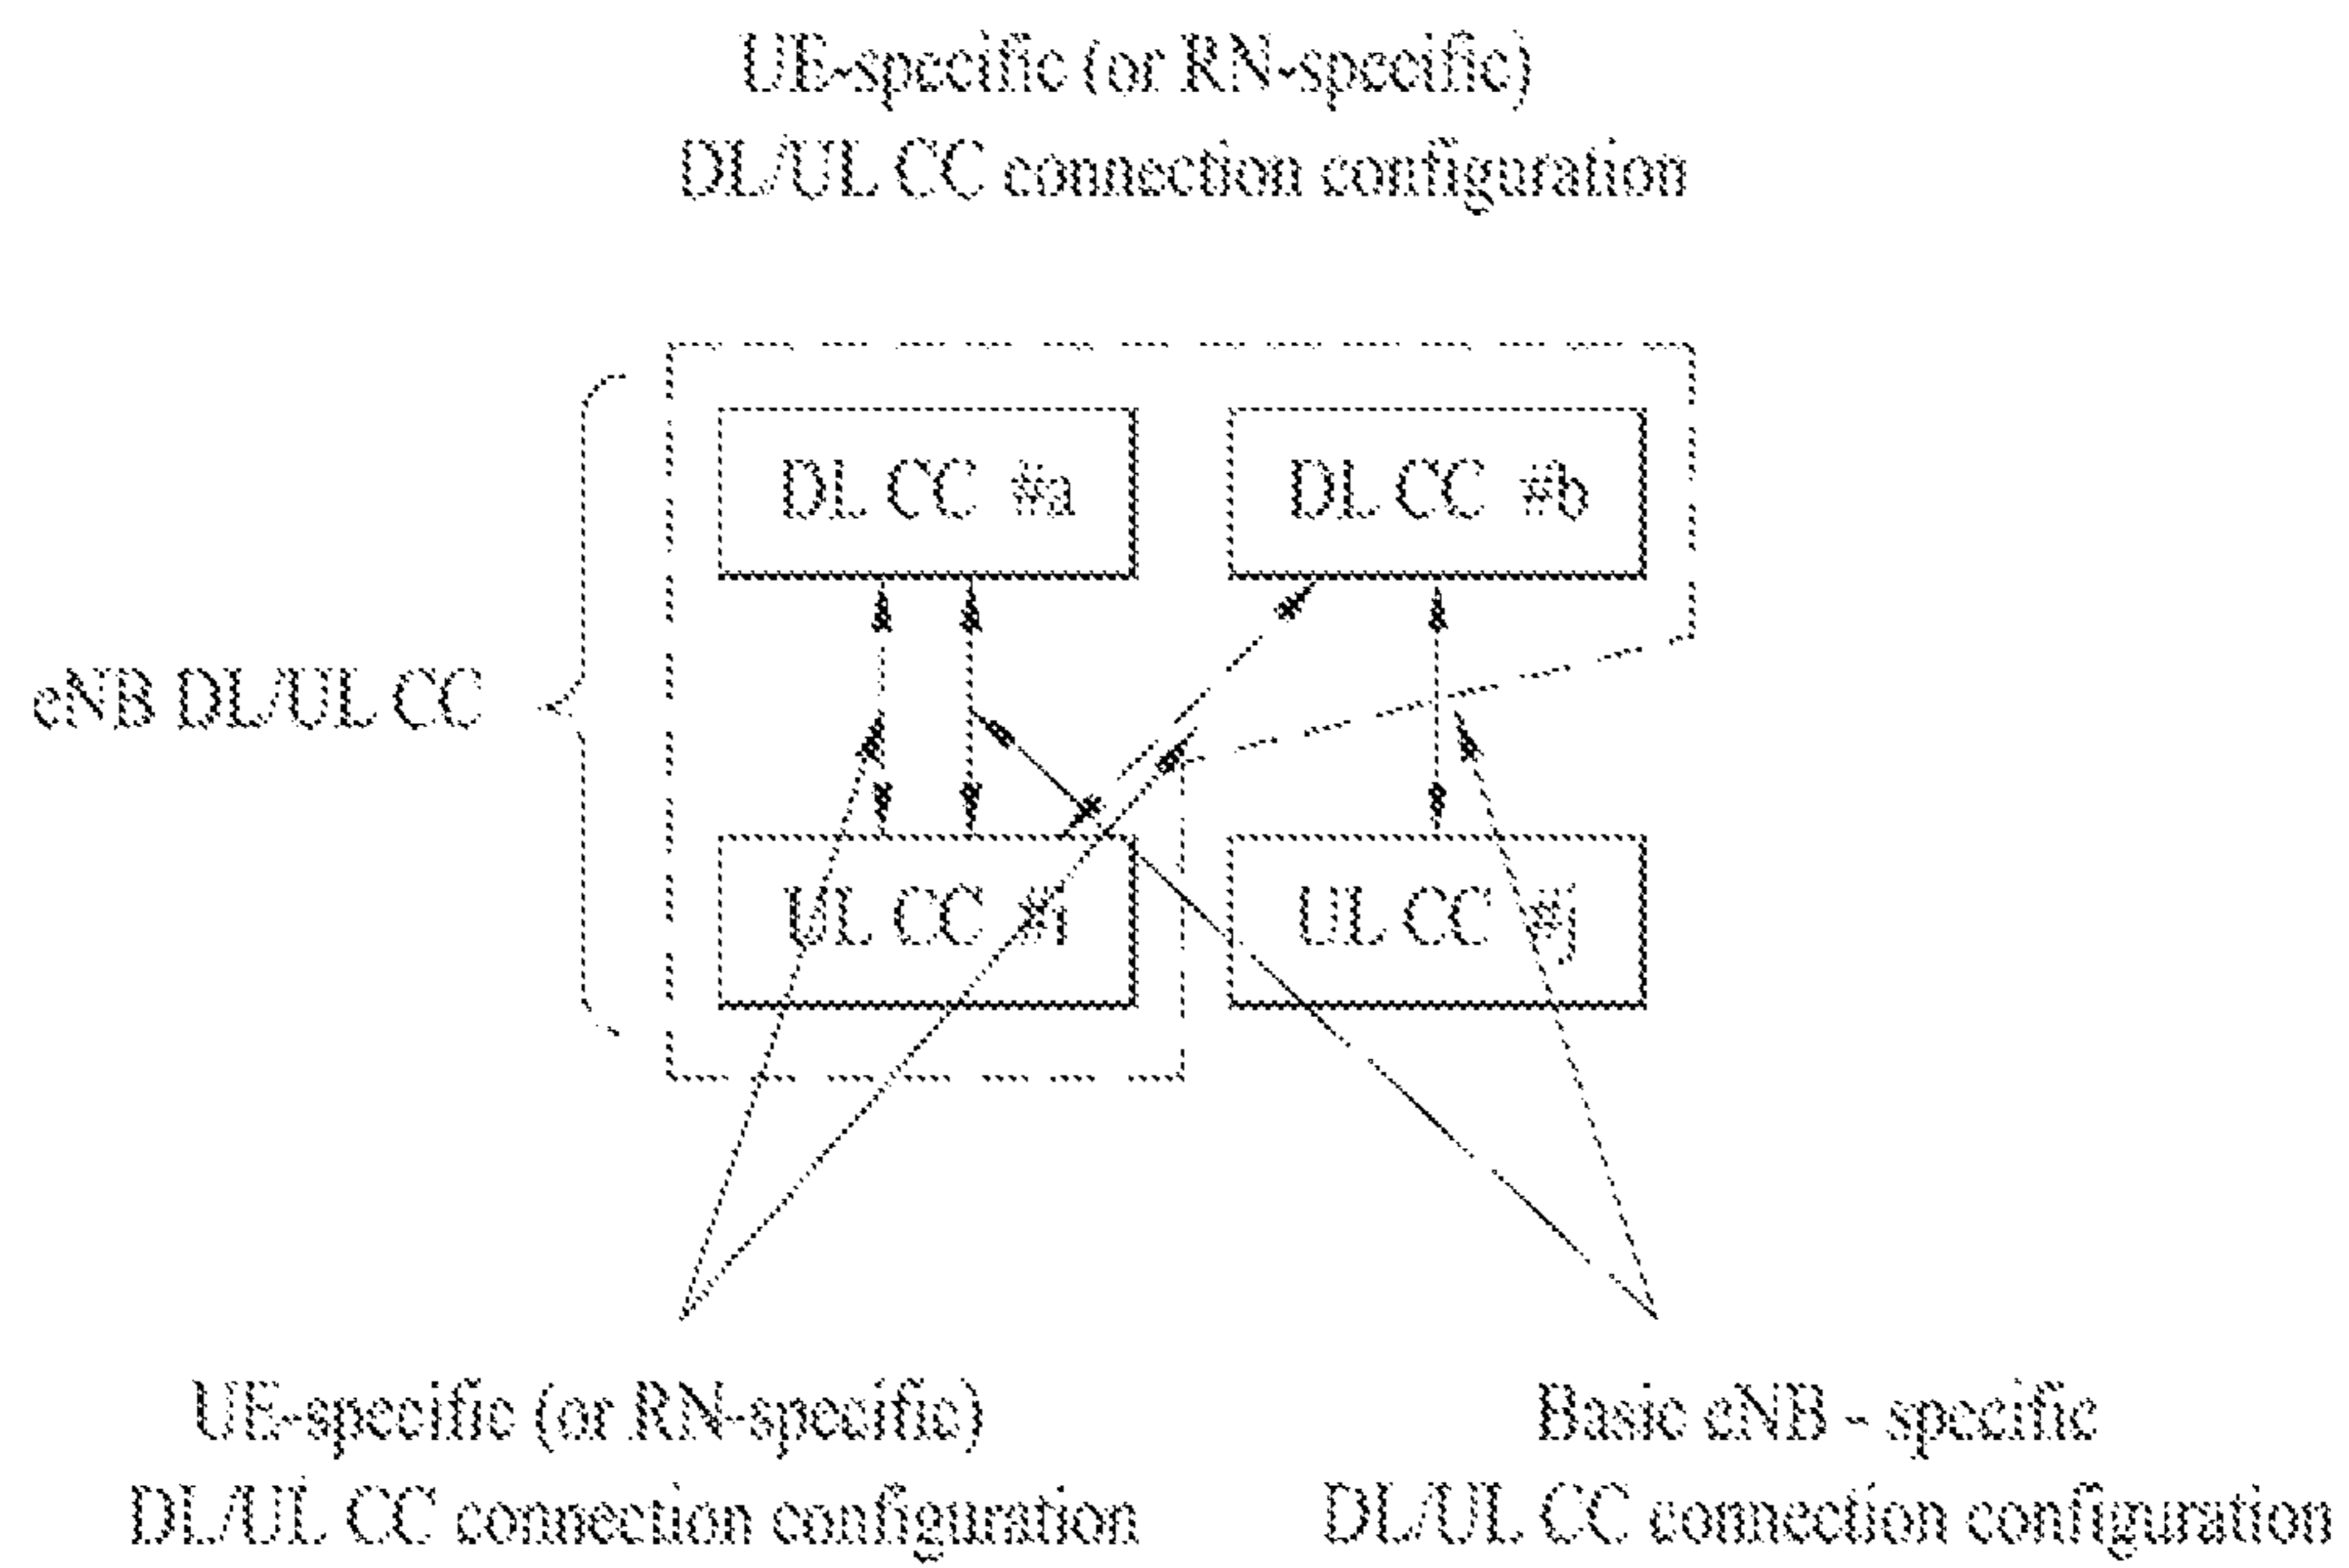 UE-specific (or RN-specific)
DL/UL CC connection configuration
DL CC #a
DL CC #b
eNB DL/UL CC
UL CC #i
UL CC #j
UE-specific (or RN-specific)
DL/UL CC connection configuration
Basic eNB - specific
DL/UL CC connection configuration